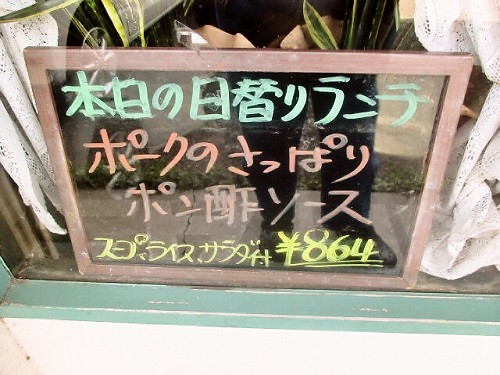 本日の日替りランチ
ポークのさっぱり
ポン酢ソース
スープ、ライス、サラダ付 ¥864